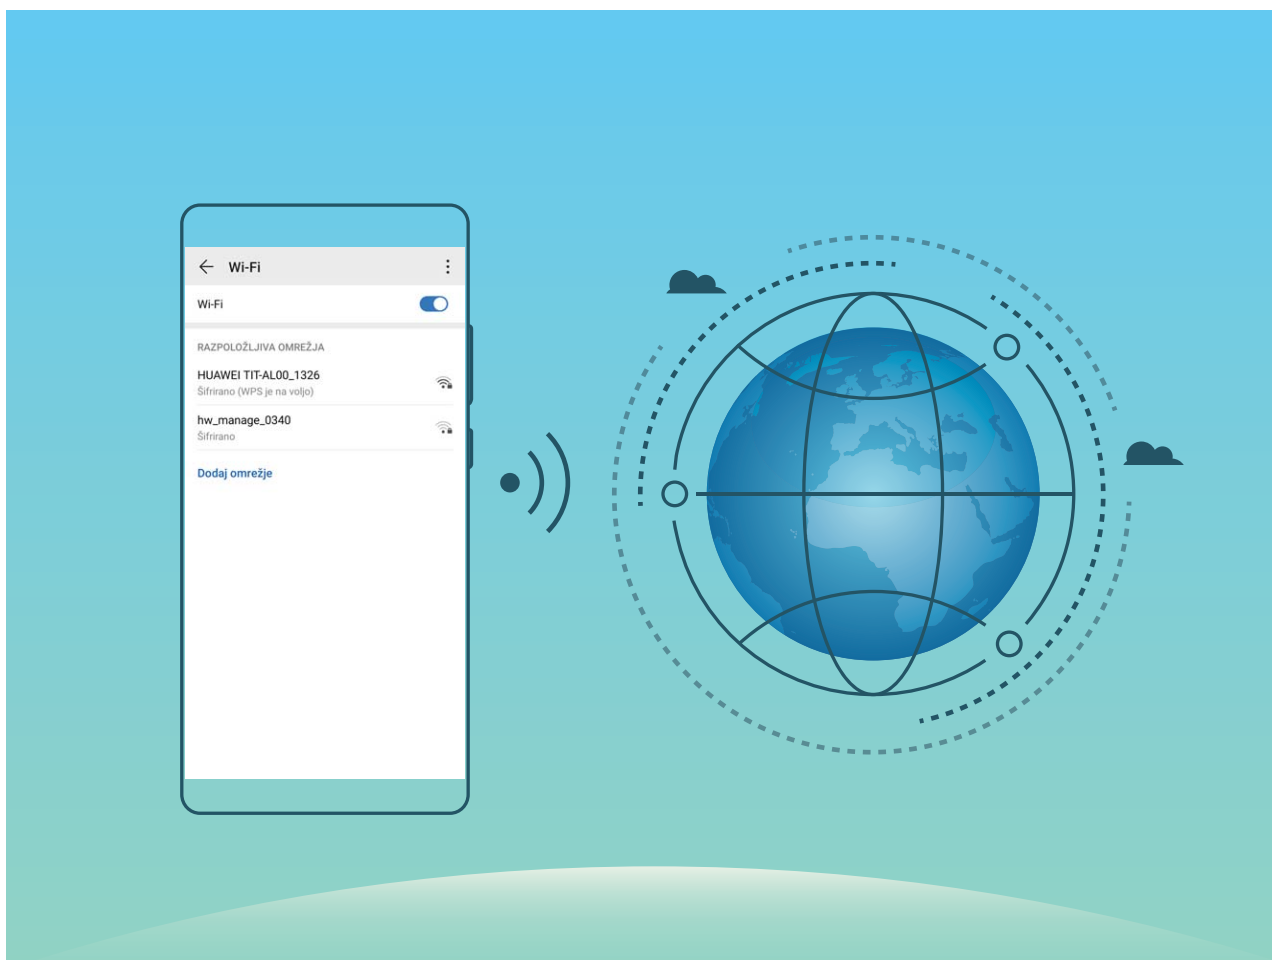 Wi-Fi
Wi-Fi
RAZPOLOŽLJIVA OMREŽJA
HUAWEI TIT-AL00_1326
Šifrirano (WPS je na voljo)
hw_manage_0340
Šifrirano
Dodaj omrežje